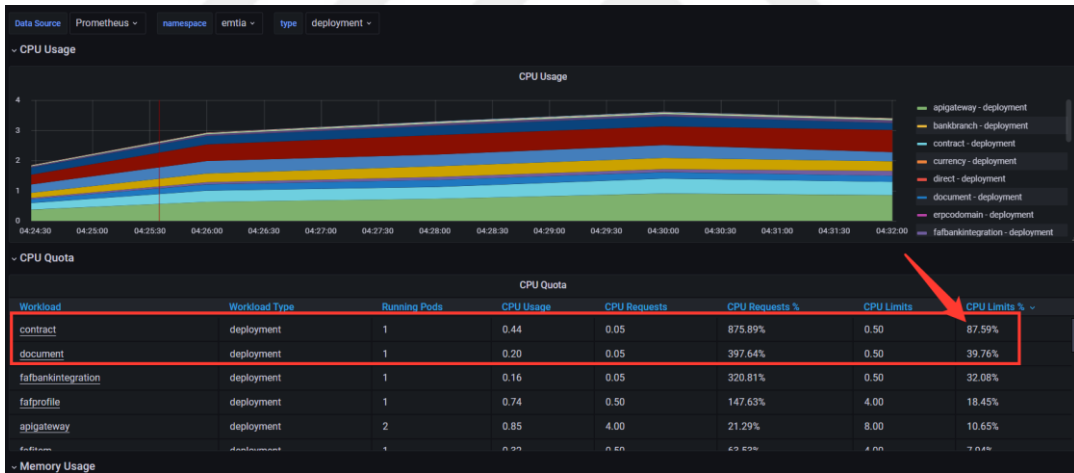 Data Source Prometheus namespace emtia type deployment
CPU Usage
CPU Usage
4
3
2
1
0
04:24:30 04:25:00 04:25:30 04:26:00 04:26:30 04:27:00 04:27:30 04:28:00 04:28:30 04:29:00 04:29:30 04:30:00 04:30:30 04:31:00 04:31:30 04:32:00
apigateway - deployment
bankbranch - deployment
contract - deployment
currency - deployment
direct - deployment
document - deployment
erpcodomain - deployment
fafbankintegration - deployment
CPU Quota
CPU Quota
Workload Workload Type Running Pods CPU Usage CPU Requests CPU Requests % CPU Limits CPU Limits %
contract deployment 1 0.44 0.05 875.89% 0.50 87.59%
document deployment 1 0.20 0.05 397.64% 0.50 39.76%
fafbankintegration deployment 1 0.16 0.05 320.81% 0.50 32.08%
fafprofile deployment 1 0.74 0.50 147.63% 4.00 18.45%
apigateway deployment 2 0.85 4.00 21.29% 8.00 10.65%
deployment 1
Memory Usage